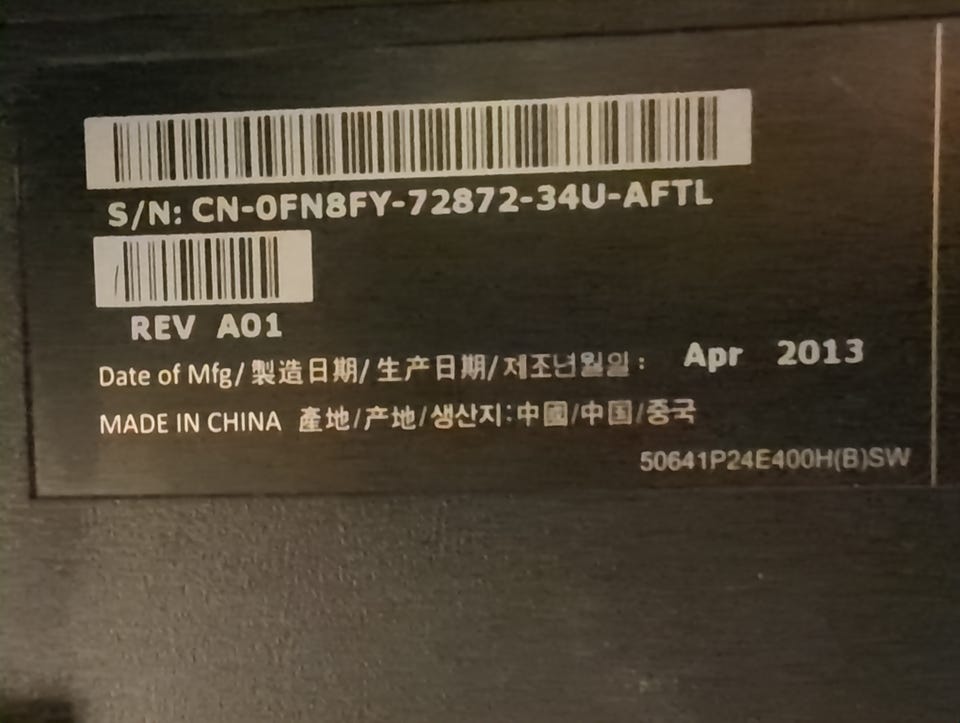 S/N: CN-0FN8FY-72872-34U-AFTL
REV A01
Date of Mfg/製造日期/生产日期/제조년월일: Apr 2013
MADE IN CHINA 產地/产地/생산지:中國/中国/중국
50641P24E400H(B)SW